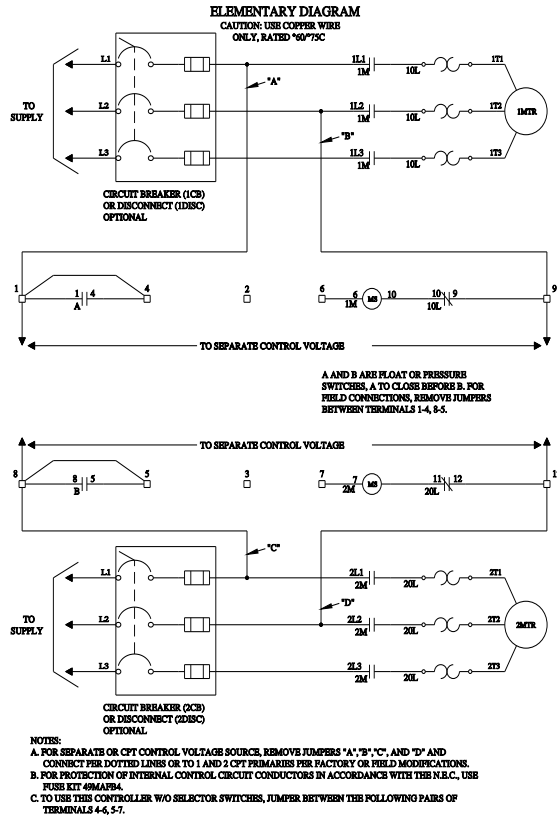 ELEMENTARY DIAGRAM
CAUTION: USE COPPER WIRE
ONLY, RATED °60/°75C
L1
1L1
1M
10L
1T1
"A"
TO
SUPPLY
L2
1L2
1M
10L
1T2
1MTR
"B"
L3
1L3
1M
10L
1T3
CIRCUIT BREAKER (1CB)
OR DISCONNECT (1DISC)
OPTIONAL
1
1
4
A
4
2
6
6
1M
MS
10
10
9
10L
9
TO SEPARATE CONTROL VOLTAGE
A AND B ARE FLOAT OR PRESSURE
SWITCHES, A TO CLOSE BEFORE B. FOR
FIELD CONNECTIONS, REMOVE JUMPERS
BETWEEN TERMINALS 1-4, 8-5.
TO SEPARATE CONTROL VOLTAGE
8
8
5
B
5
3
7
7
2M
MS
11
12
20L
11
"C"
L1
2L1
2M
20L
2T1
"D"
TO
SUPPLY
L2
2L2
2M
20L
2T2
2MTR
L3
2L3
2M
20L
2T3
CIRCUIT BREAKER (2CB)
OR DISCONNECT (2DISC)
OPTIONAL
NOTES:
A. FOR SEPARATE OR CPT CONTROL VOLTAGE SOURCE, REMOVE JUMPERS "A","B","C", AND "D" AND
CONNECT PER DOTTED LINES OR TO 1 AND 2 CPT PRIMARIES PER FACTORY OR FIELD MODIFICATIONS.
B. FOR PROTECTION OF INTERNAL CONTROL CIRCUIT CONDUCTORS IN ACCORDANCE WITH THE N.E.C., USE
FUSE KIT 49MAFB4.
C. TO USE THIS CONTROLLER W/O SELECTOR SWITCHES, JUMPER BETWEEN THE FOLLOWING PAIRS OF
TERMINALS 4-6, 5-7.